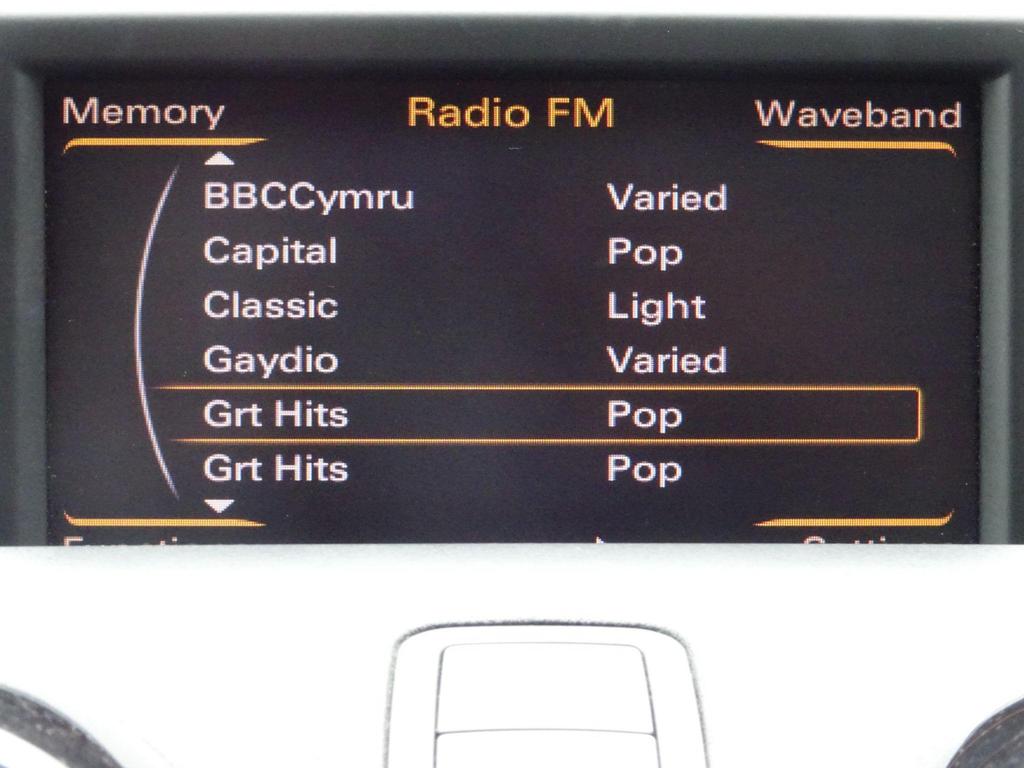 Memory Radio FM Waveband
BBCCymru Varied
Capital Pop
Classic Light
Gaydio Varied
Grt Hits Pop
Grt Hits Pop